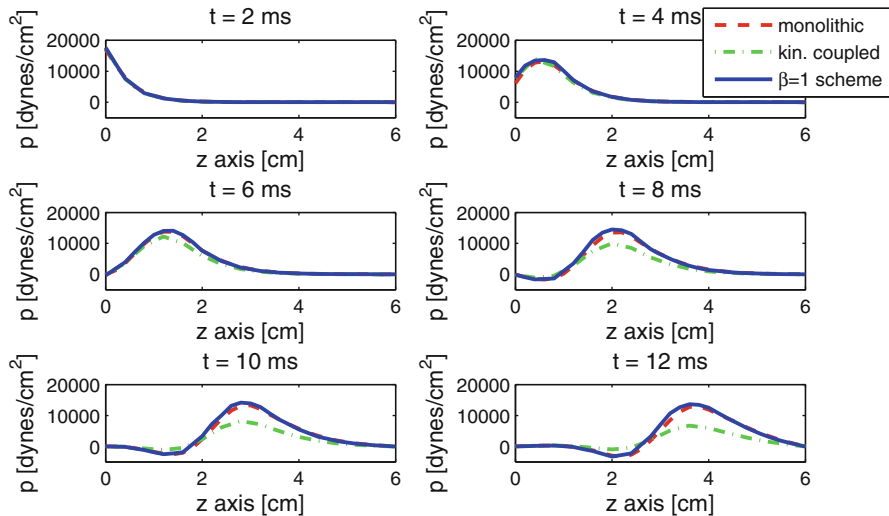 t = 2 ms
20000
10000
0
p [dynes/cm²]
0 2 4 6
z axis [cm]
t = 4 ms
20000
10000
0
p [dynes/cm²]
0 2 4 6
z axis [cm]
monolithic
kin. coupled
β=1 scheme
t = 6 ms
20000
10000
0
p [dynes/cm²]
0 2 4 6
z axis [cm]
t = 8 ms
20000
10000
0
p [dynes/cm²]
0 2 4 6
z axis [cm]
t = 10 ms
20000
10000
0
p [dynes/cm²]
0 2 4 6
z axis [cm]
t = 12 ms
20000
10000
0
p [dynes/cm²]
0 2 4 6
z axis [cm]